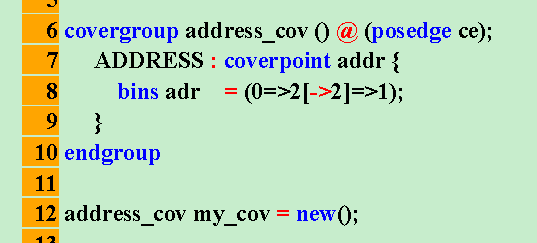 6 covergroup address_cov () @ (posedge ce);
7 ADDRESS : coverpoint addr {
8 bins adr = (0=>2[->2]=>1);
9 }
10 endgroup
11
12 address_cov my_cov = new();